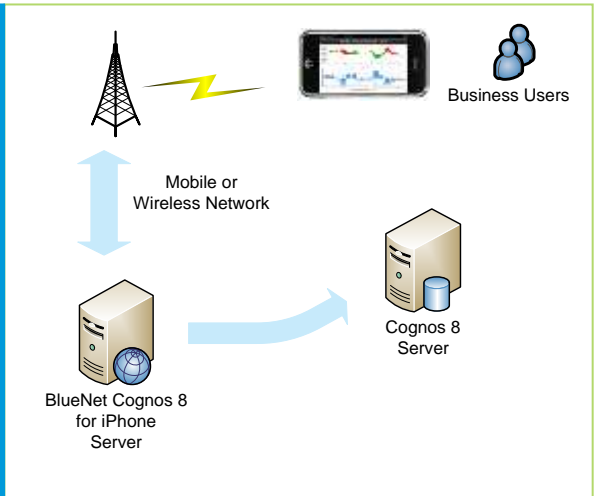 Business Users
Mobile or
Wireless Network
Cognos 8
Server
BlueNet Cognos 8
for iPhone
Server